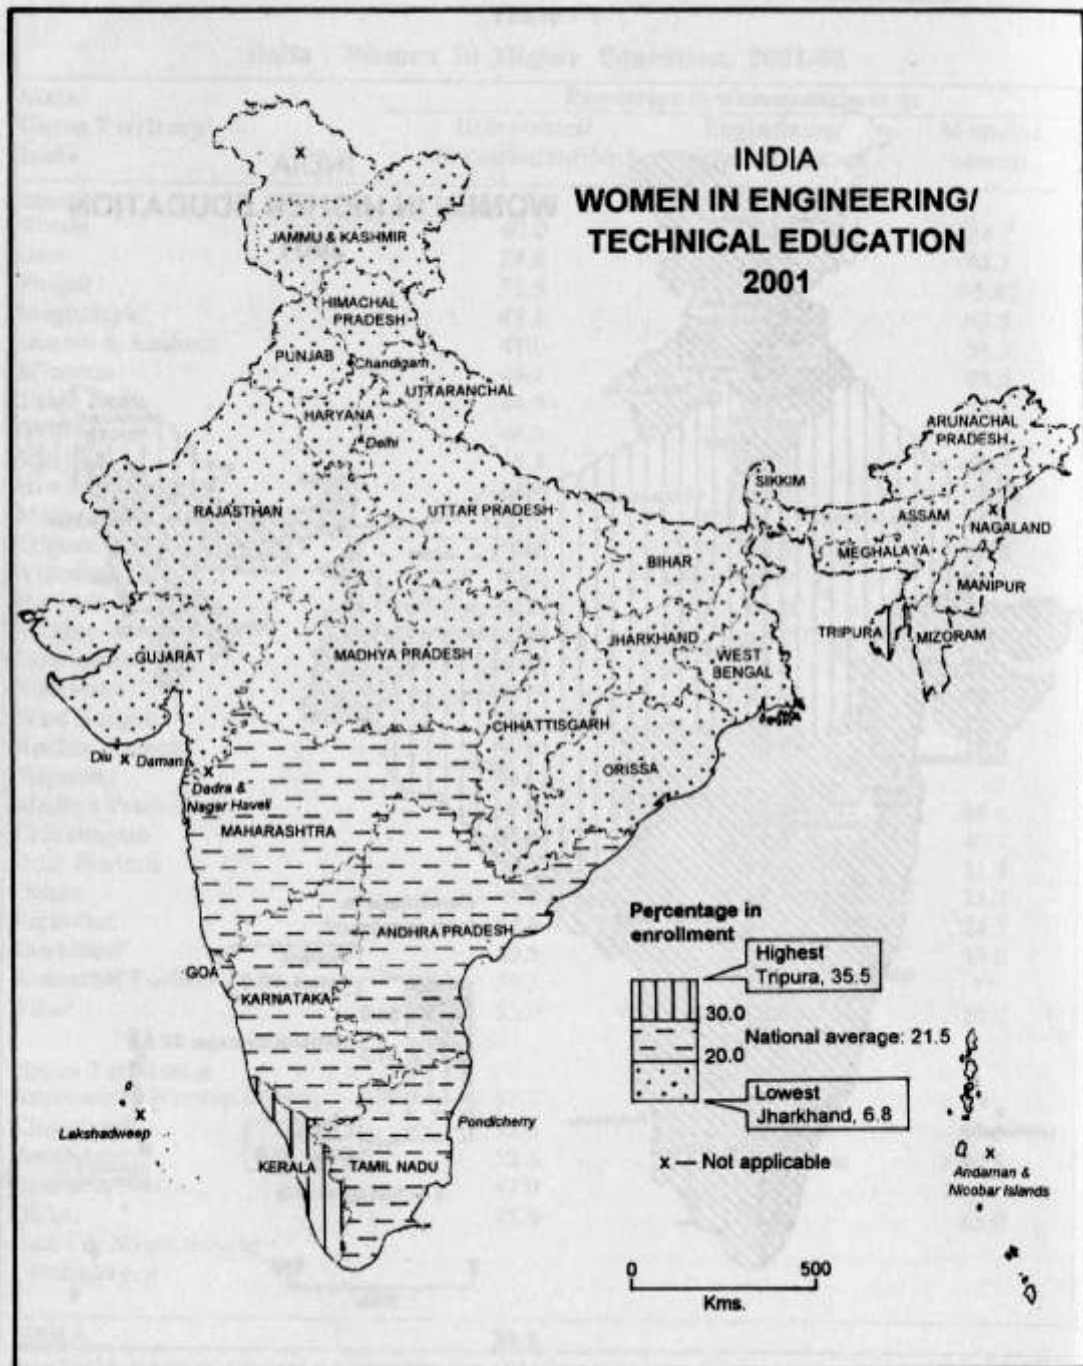 INDIA
WOMEN IN ENGINEERING/
TECHNICAL EDUCATION
2001
JAMMU & KASHMIR
HIMACHAL
PRADESH
PUNJAB
Chandigarh
UTTARANCHAL
HARYANA
Delhi
ARUNACHAL
PRADESH
SIKKIM
RAJASTHAN
UTTAR PRADESH
ASSAM
NAGALAND
BIHAR
MEGHALAYA
MANIPUR
TRIPURA
MIZORAM
JHARKHAND
GUJARAT
MADHYA PRADESH
WEST
BENGAL
CHHATTISGARH
Diu
Daman
ORISSA
Dadra &
Nagar Haveli
MAHARASHTRA
ANDHRA PRADESH
GOA
KARNATAKA
Lakshadweep
Pondicherry
KERALA
TAMIL NADU
Percentage in
enrollment
Highest
Tripura, 35.5
30.0
National average: 21.5
20.0
Lowest
Jharkhand, 6.8
x — Not applicable
Andaman &
Nicobar Islands
0 500
Kms.